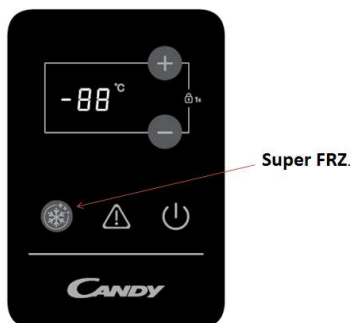 -88°C
+
1s
−
Super FRZ.
CANDY